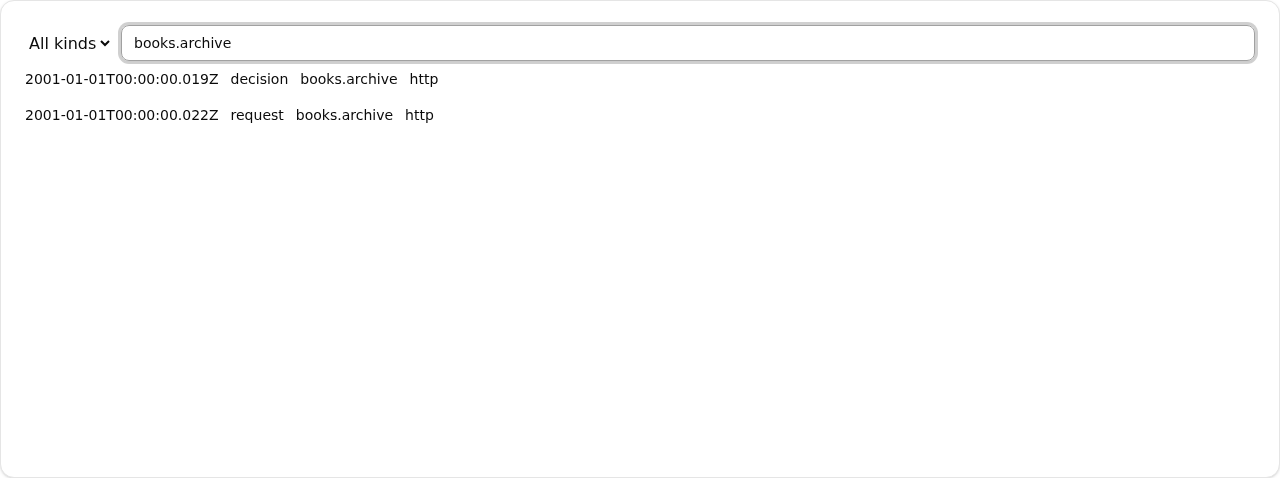 All kinds books.archive
2001-01-01T00:00:00.019Z decision books.archive http
2001-01-01T00:00:00.022Z request books.archive http